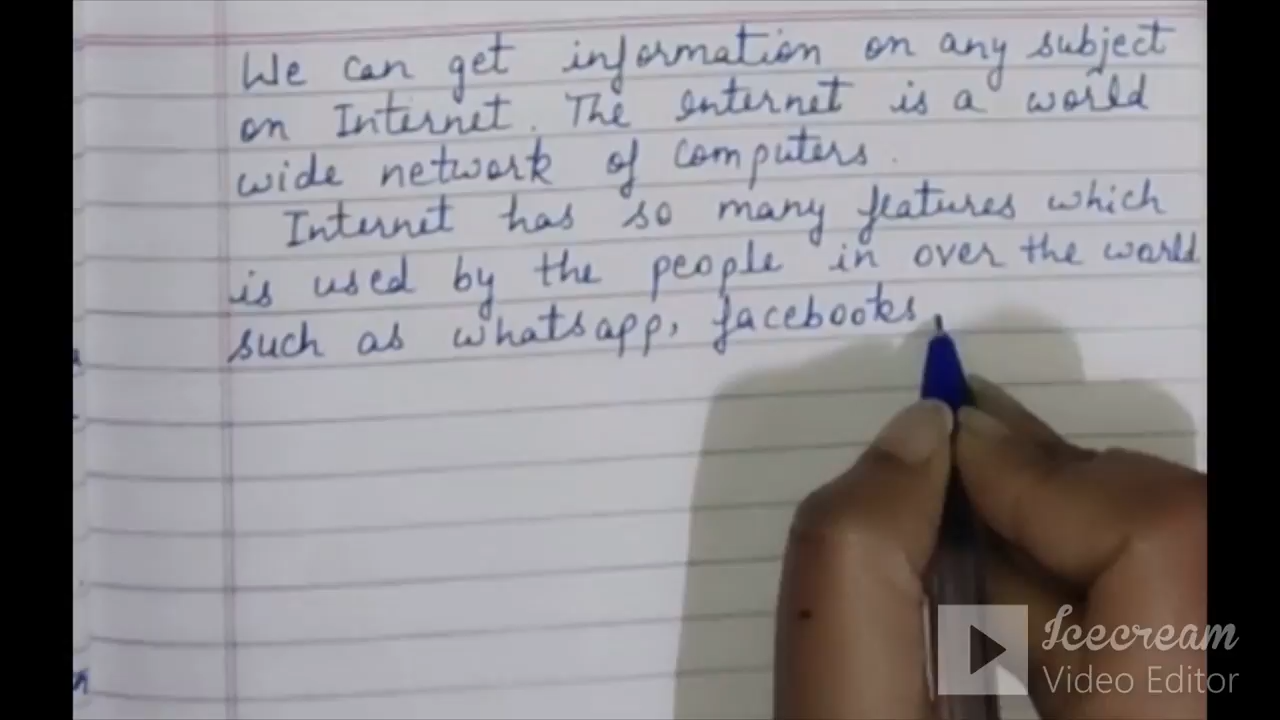 We can get information on any subject
on Internet. The Internet is a world
wide network of computers.
Internet has so many features which
is used by the people in over the world
such as whatsapp, facebooks,
Icecream
Video Editor